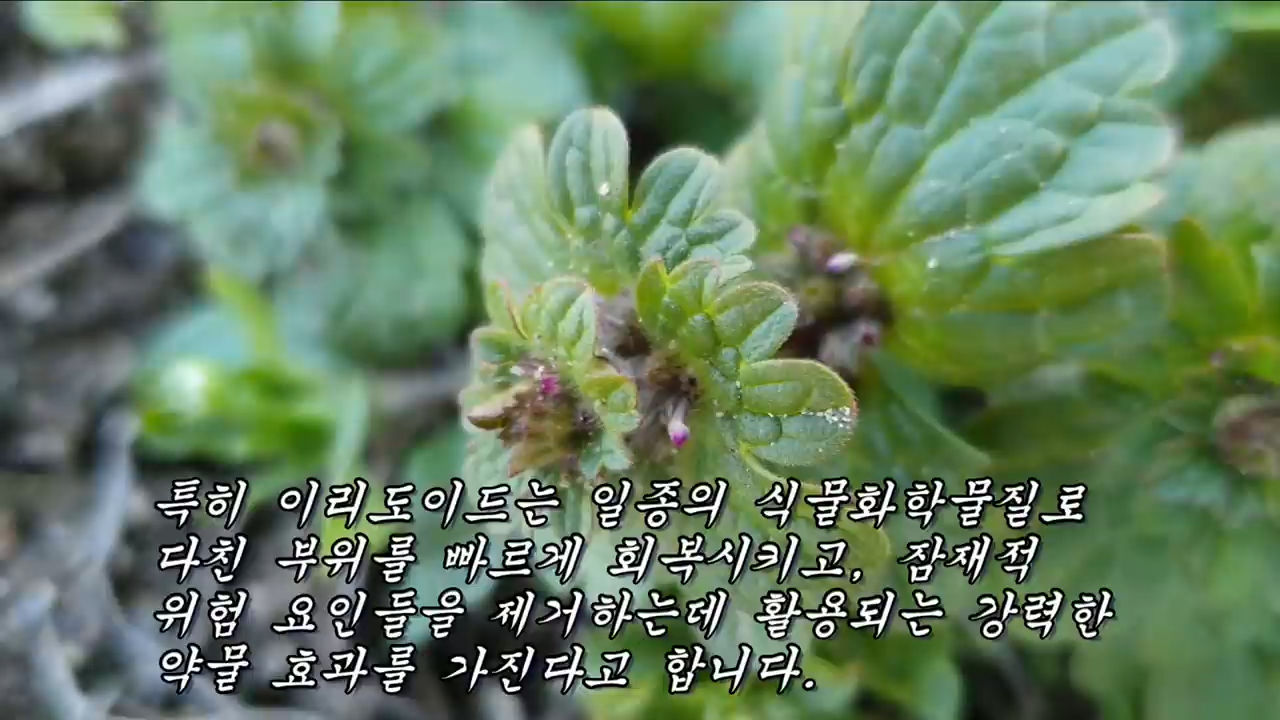 특히 이리도이드는 일종의 식물화학물질로
다친 부위를 빠르게 회복시키고, 잠재적
위험 요인들을 제거하는데 활용되는 강력한
약물 효과를 가진다고 합니다.